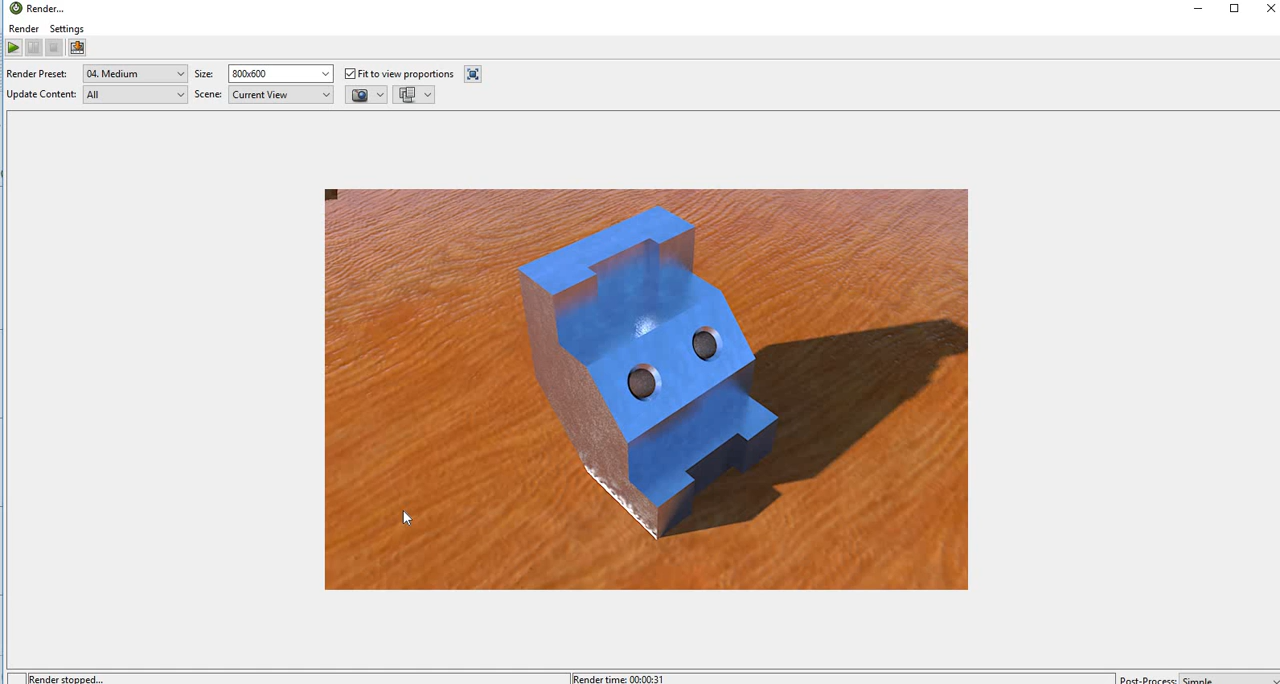 Render...
Render Settings
Render Preset: 04. Medium Size: 800x600 Fit to view proportions
Update Content: All Scene: Current View
Render stopped... Render time: 00:00:31 Post-Process: Simple